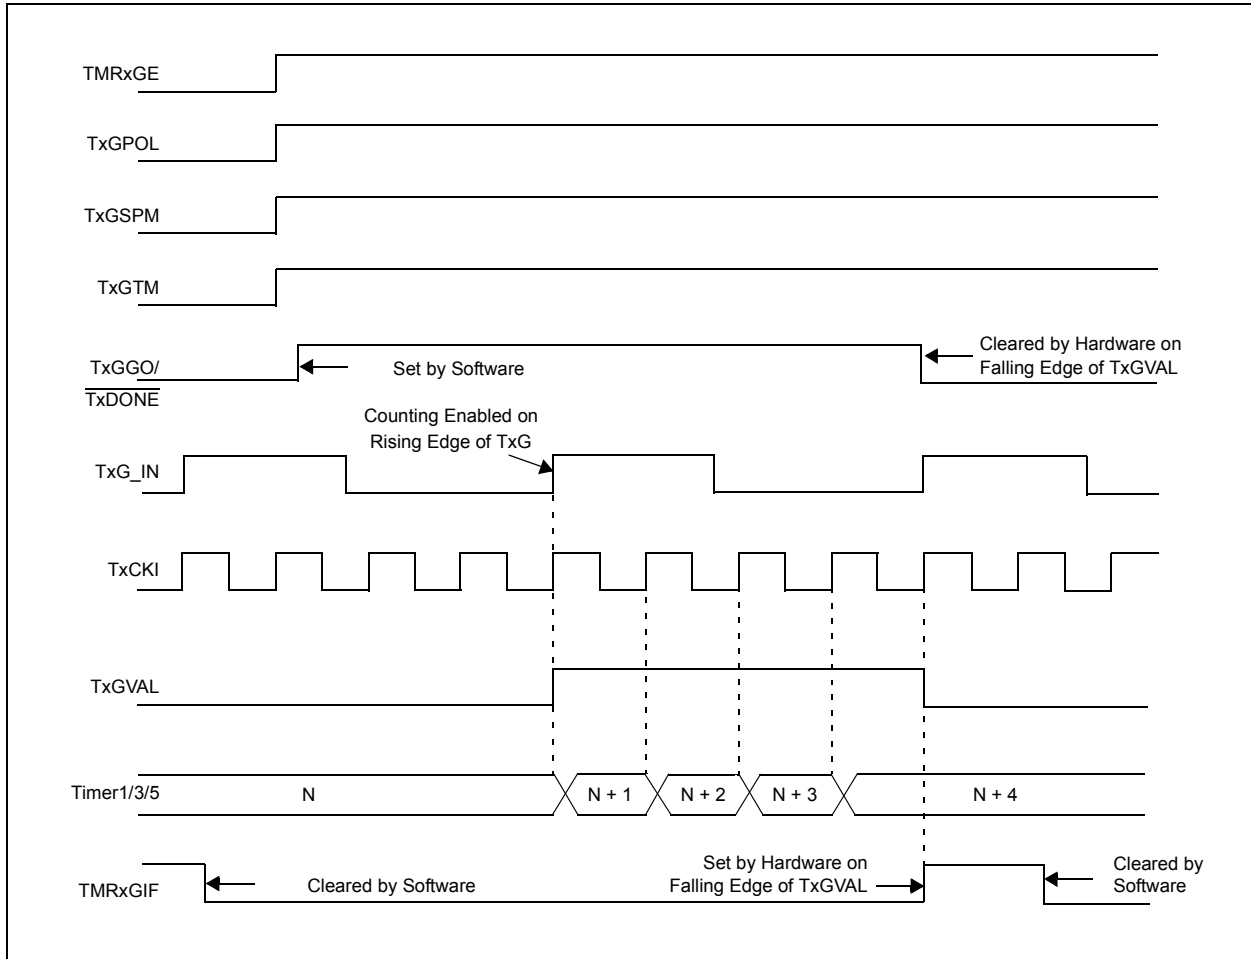 TMRxGE
TxGPOL
TxGSPM
TxGTM
TxGGO/
TxDONE
Set by Software
Cleared by Hardware on
Falling Edge of TxGVAL
Counting Enabled on
Rising Edge of TxG
TxG_IN
TxCKI
TxGVAL
Timer1/3/5
N
N + 1
N + 2
N + 3
N + 4
TMRxGIF
Cleared by Software
Set by Hardware on
Falling Edge of TxGVAL
Cleared by
Software